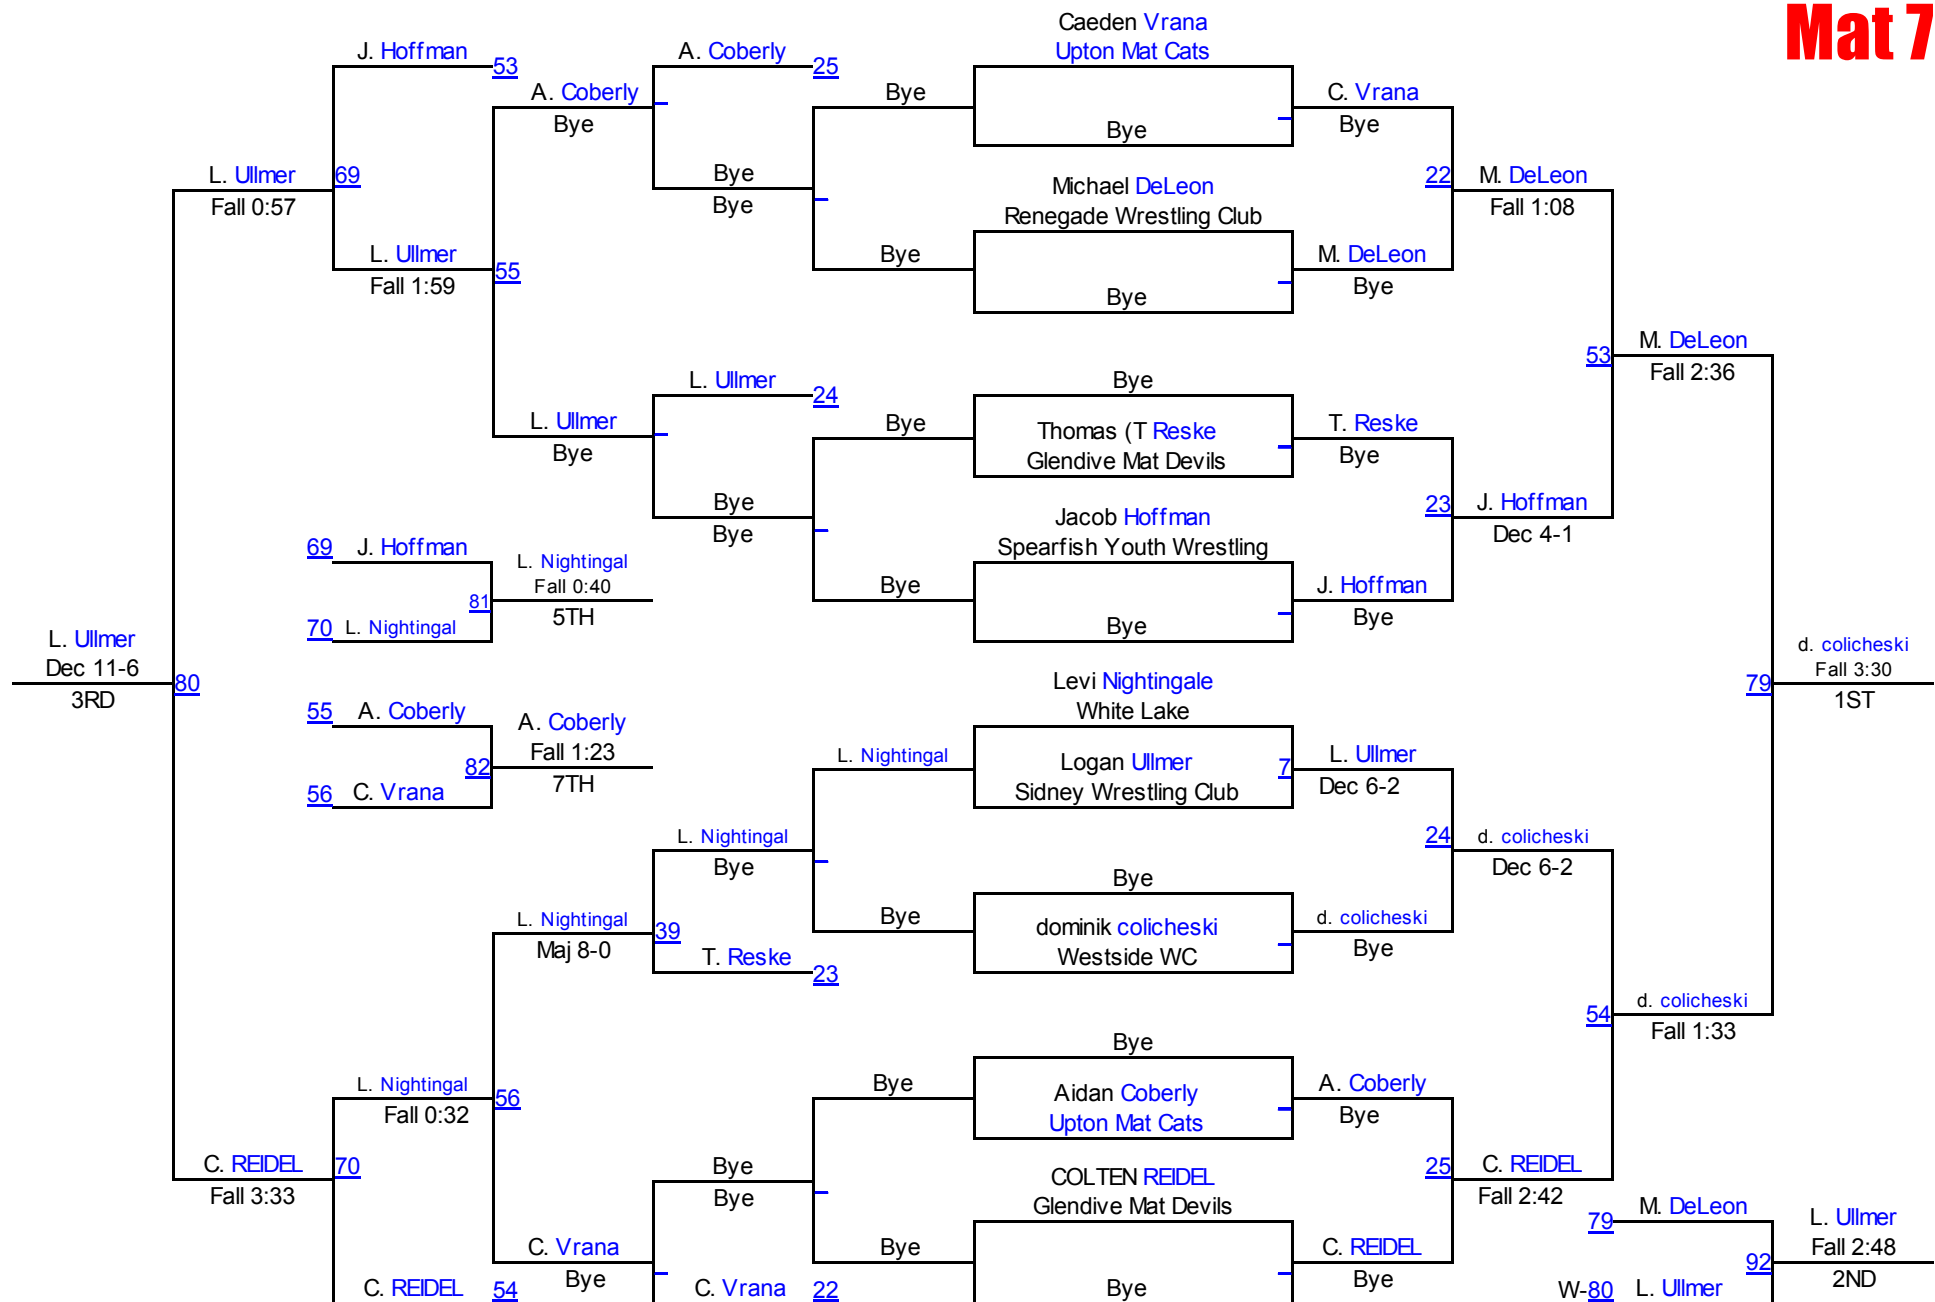 Mat 7
Caeden Vrana
Upton Mat Cats
J. Hoffman
53
A. Coberly
25
A. Coberly
Bye
Bye
Bye
C. Vrana
Bye
L. Ullmer
69
Fall 0:57
Bye
Bye
Michael DeLeon
Renegade Wrestling Club
22
M. DeLeon
Fall 1:08
L. Ullmer
Fall 1:59
55
Bye
Bye
M. DeLeon
Bye
53
M. DeLeon
Fall 2:36
L. Ullmer
24
Bye
L. Ullmer
Bye
Bye
Thomas (T Reske
Glendive Mat Devils
T. Reske
Bye
Bye
Bye
Jacob Hoffman
Spearfish Youth Wrestling
23
J. Hoffman
Dec 4-1
69
J. Hoffman
L. Nightingal
Fall 0:40
81
5TH
70
L. Nightingal
Bye
Bye
J. Hoffman
Bye
L. Ullmer
Dec 11-6
80
3RD
d. colicheski
Fall 3:30
79
1ST
55
A. Coberly
A. Coberly
Fall 1:23
82
7TH
56
C. Vrana
Levi Nightingale
White Lake
L. Nightingal
Logan Ullmer
Sidney Wrestling Club
7
L. Ullmer
Dec 6-2
L. Nightingal
Bye
24
d. colicheski
Dec 6-2
L. Nightingal
Maj 8-0
39
T. Reske
23
Bye
Bye
dominik colicheski
Westside WC
d. colicheski
Bye
54
d. colicheski
Fall 1:33
L. Nightingal
Fall 0:32
56
Bye
Bye
Aidan Coberly
Upton Mat Cats
A. Coberly
Bye
C. REIDEL
70
Fall 3:33
Bye
Bye
COLTEN REIDEL
Glendive Mat Devils
25
C. REIDEL
Fall 2:42
C. Vrana
Bye
Bye
Bye
C. REIDEL
Bye
79
M. DeLeon
L. Ullmer
Fall 2:48
92
2ND
C. REIDEL
54
C. Vrana
22
W-80
L. Ullmer